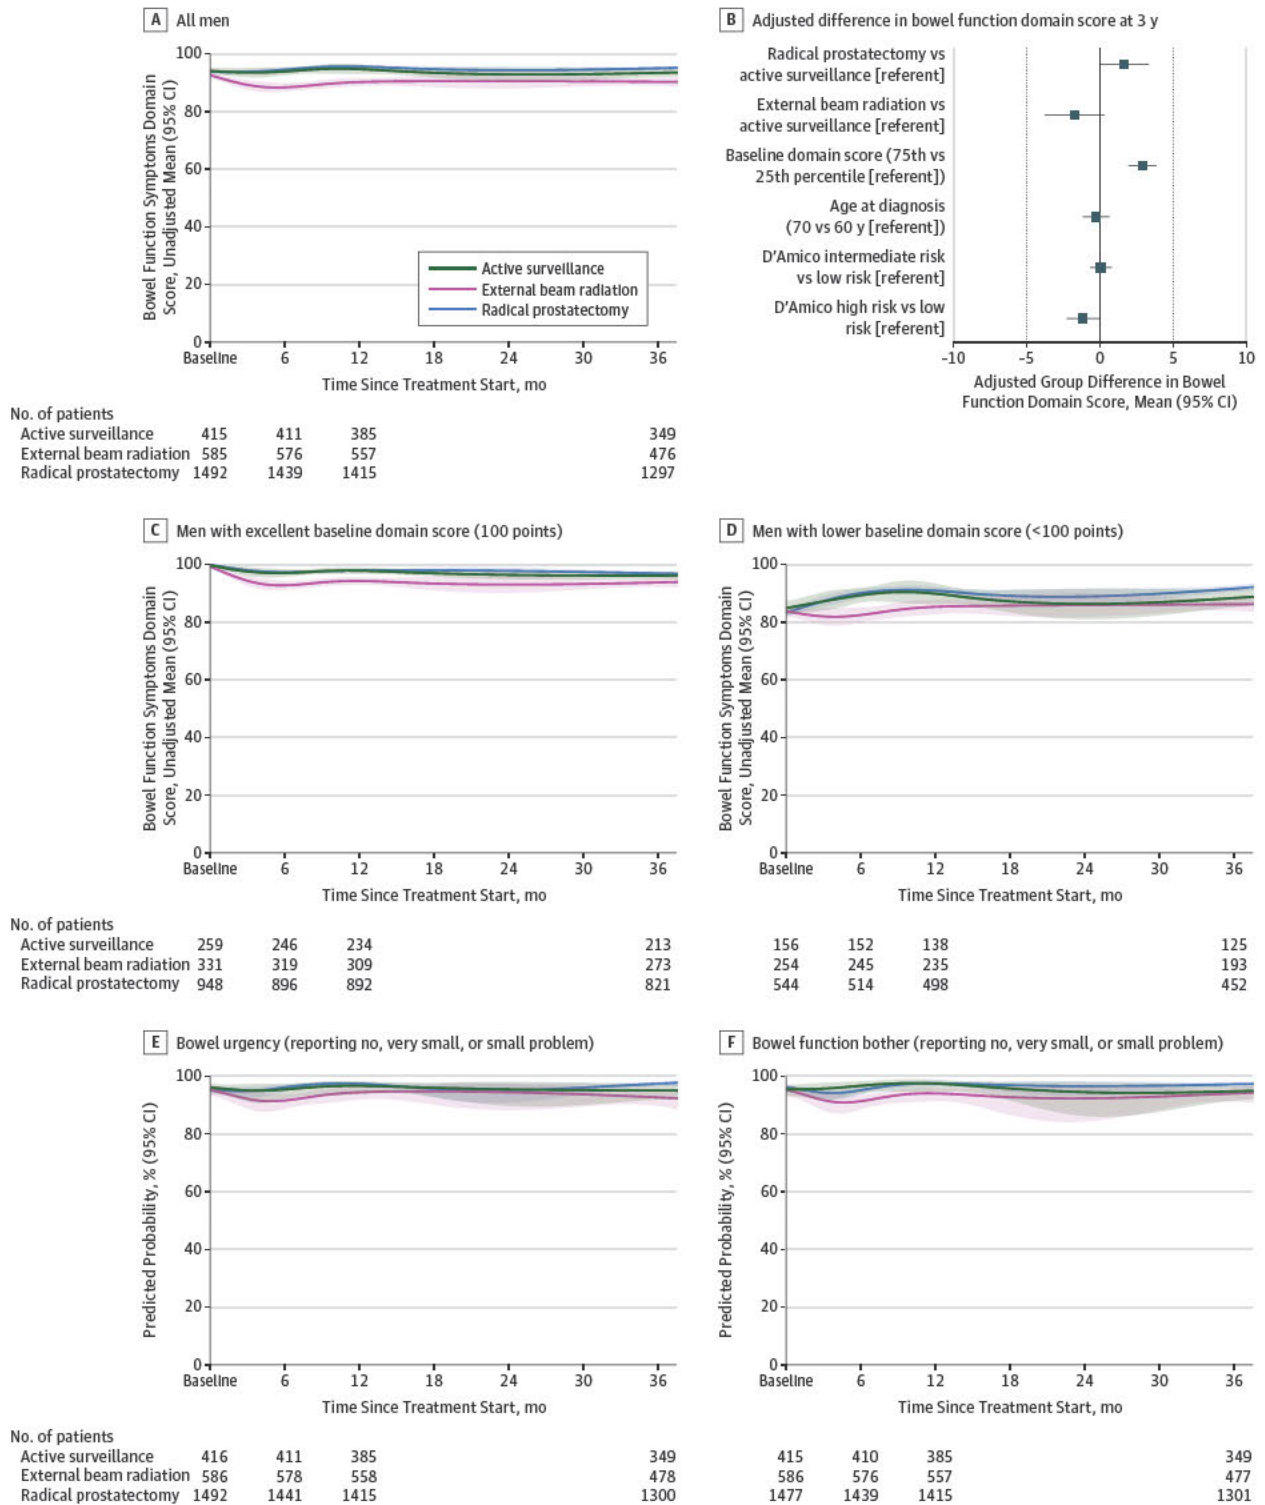 A All men
100
80
60
40
20
0
Bowel Function Symptoms Domain
Score, Unadjusted Mean (95% CI)
Active surveillance
External beam radiation
Radical prostatectomy
Baseline 6 12 18 24 30 36
Time Since Treatment Start, mo
No. of patients
Active surveillance 415 411 385 349
External beam radiation 585 576 557 476
Radical prostatectomy 1492 1439 1415 1297
B Adjusted difference in bowel function domain score at 3 y
Radical prostatectomy vs
active surveillance [referent]
External beam radiation vs
active surveillance [referent]
Baseline domain score (75th vs
25th percentile [referent])
Age at diagnosis
(70 vs 60 y [referent])
D'Amico intermediate risk
vs low risk [referent]
D'Amico high risk vs low
risk [referent]
-10 -5 0 5 10
Adjusted Group Difference in Bowel
Function Domain Score, Mean (95% CI)
C Men with excellent baseline domain score (100 points)
100
80
60
40
20
0
Bowel Function Symptoms Domain
Score, Unadjusted Mean (95% CI)
Baseline 6 12 18 24 30 36
Time Since Treatment Start, mo
No. of patients
Active surveillance 259 246 234 213
External beam radiation 331 319 309 273
Radical prostatectomy 948 896 892 821
D Men with lower baseline domain score (<100 points)
100
80
60
40
20
0
Bowel Function Symptoms Domain
Score, Unadjusted Mean (95% CI)
Baseline 6 12 18 24 30 36
Time Since Treatment Start, mo
156 152 138 125
254 245 235 193
544 514 498 452
E Bowel urgency (reporting no, very small, or small problem)
100
80
60
40
20
0
Predicted Probability, % (95% CI)
Baseline 6 12 18 24 30 36
Time Since Treatment Start, mo
No. of patients
Active surveillance 416 411 385 349
External beam radiation 586 578 558 478
Radical prostatectomy 1492 1441 1415 1300
F Bowel function bother (reporting no, very small, or small problem)
100
80
60
40
20
0
Predicted Probability, % (95% CI)
Baseline 6 12 18 24 30 36
Time Since Treatment Start, mo
415 410 385 349
586 576 557 477
1477 1439 1415 1301